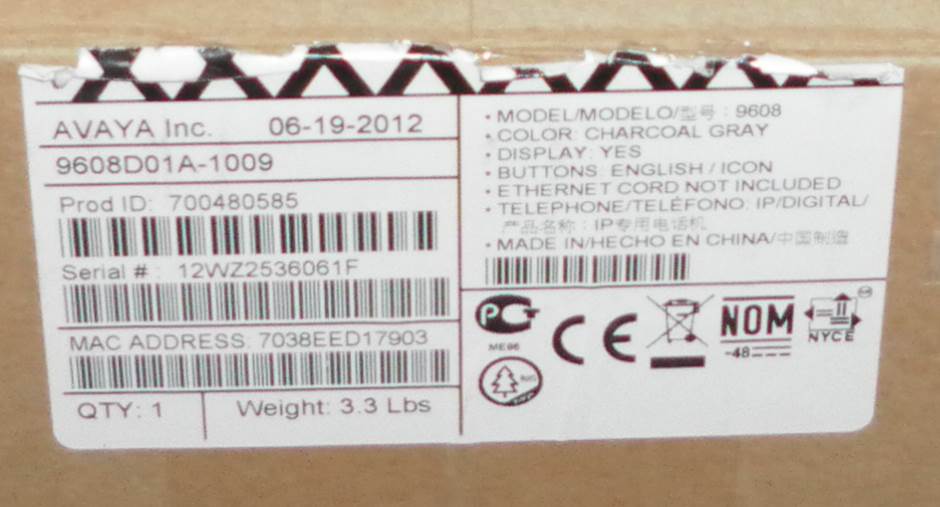 AVAYA Inc. 06-19-2012
9608D01A-1009
Prod ID: 700480585
Serial #: 12WZ2536061F
MAC ADDRESS: 7038EED17903
QTY: 1 Weight: 3.3 Lbs
• MODEL/MODELO/型号: 9608
• COLOR: CHARCOAL GRAY
• DISPLAY: YES
• BUTTONS: ENGLISH / ICON
• ETHERNET CORD NOT INCLUDED
• TELEPHONE/TELÉFONO: IP/DIGITAL/
产品名称: IP专用电话机
• MADE IN/HECHO EN CHINA/中国制造
ME96
CE
NOM
-48
NYCE